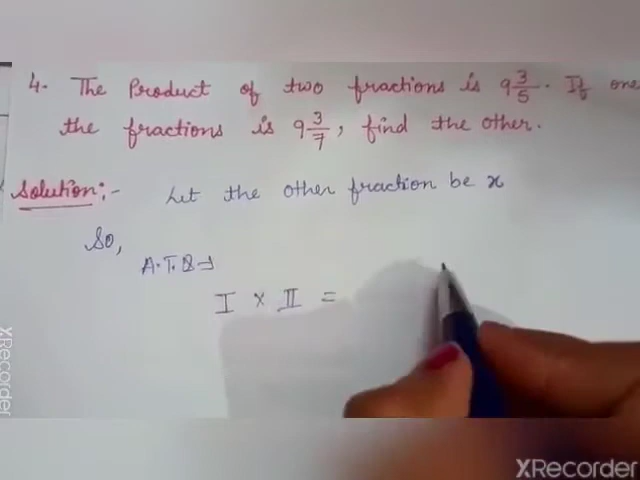 4. The Product of two fractions is 9 3/5. If one
the fractions is 9 3/7, find the other.
Solution:- Let the other fraction be x
So,
A.T.Q→
I × II =
XRecorder
XRecorder